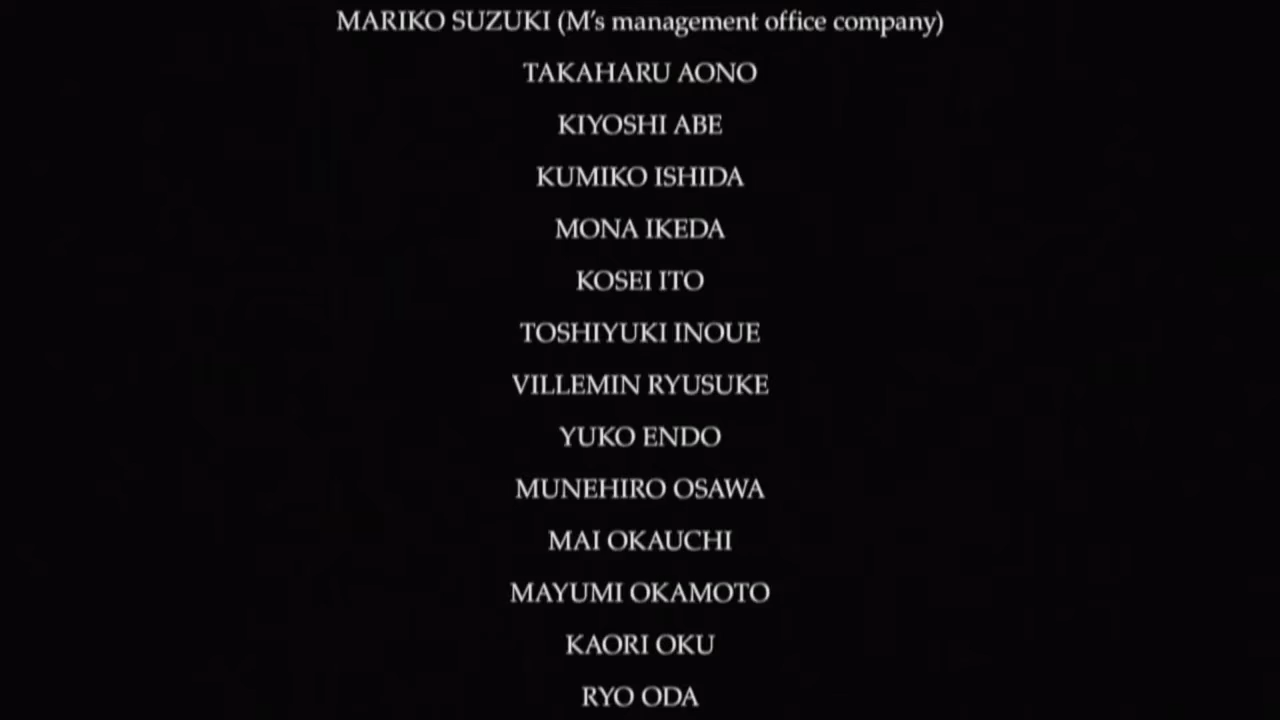 MARIKO SUZUKI (M's management office company)
TAKAHARU AONO
KIYOSHI ABE
KUMIKO ISHIDA
MONA IKEDA
KOSEI ITO
TOSHIYUKI INOUE
VILLEMIN RYUSUKE
YUKO ENDO
MUNEHIRO OSAWA
MAI OKAUCHI
MAYUMI OKAMOTO
KAORI OKU
RYO ODA